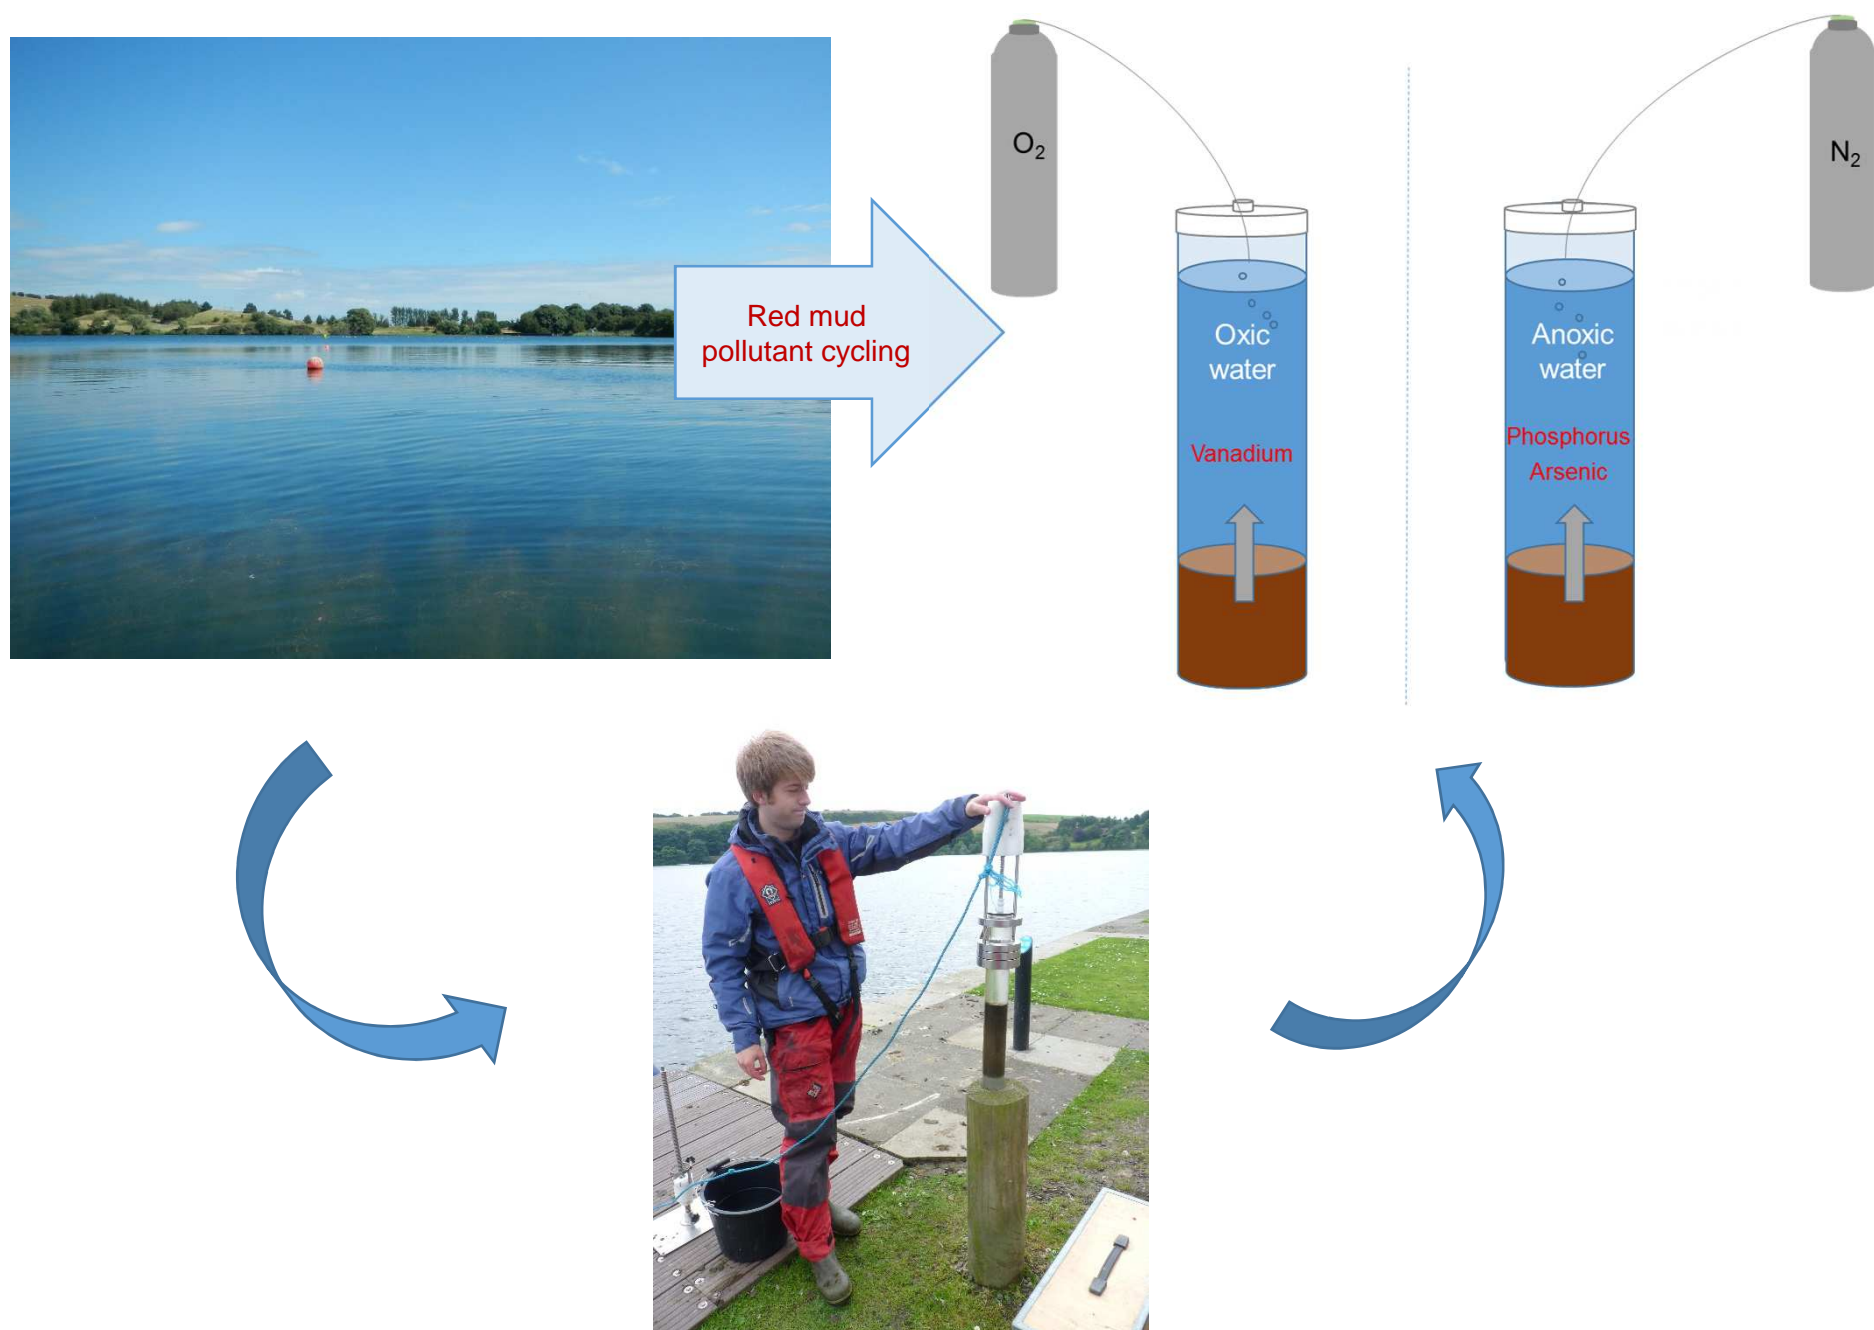 Red mud
pollutant cycling
O₂
N₂
Oxic
water
Anoxic
water
Vanadium
Phosphorus
Arsenic